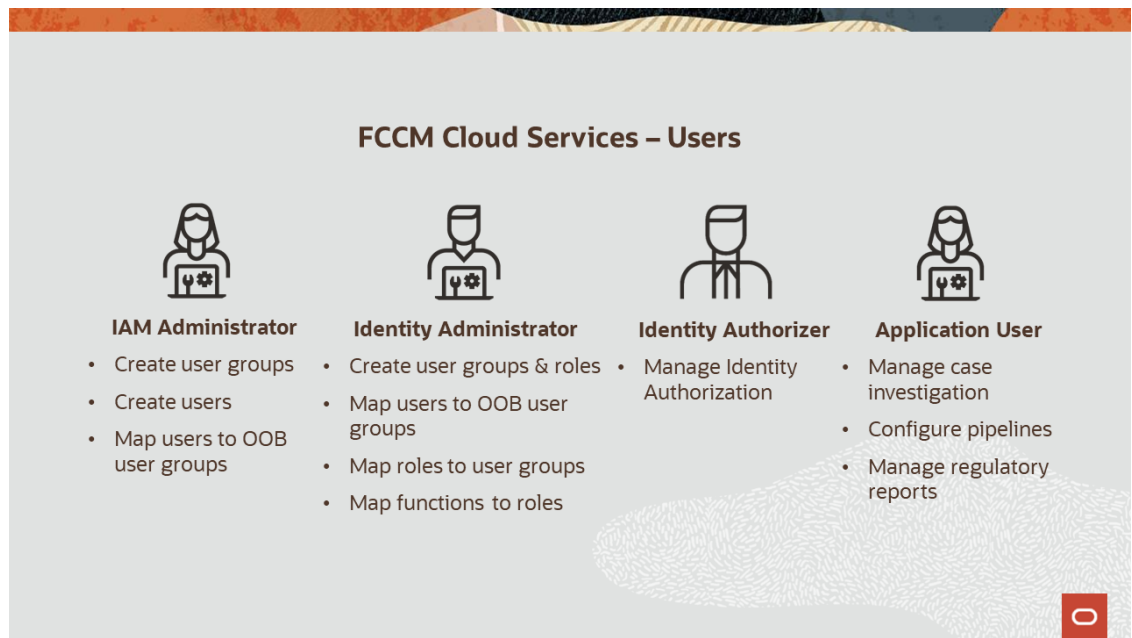 FCCM Cloud Services – Users
IAM Administrator
• Create user groups
• Create users
• Map users to OOB
user groups
Identity Administrator
• Create user groups & roles
• Map users to OOB user
groups
• Map roles to user groups
• Map functions to roles
Identity Authorizer
• Manage Identity
Authorization
Application User
• Manage case
investigation
• Configure pipelines
• Manage regulatory
reports